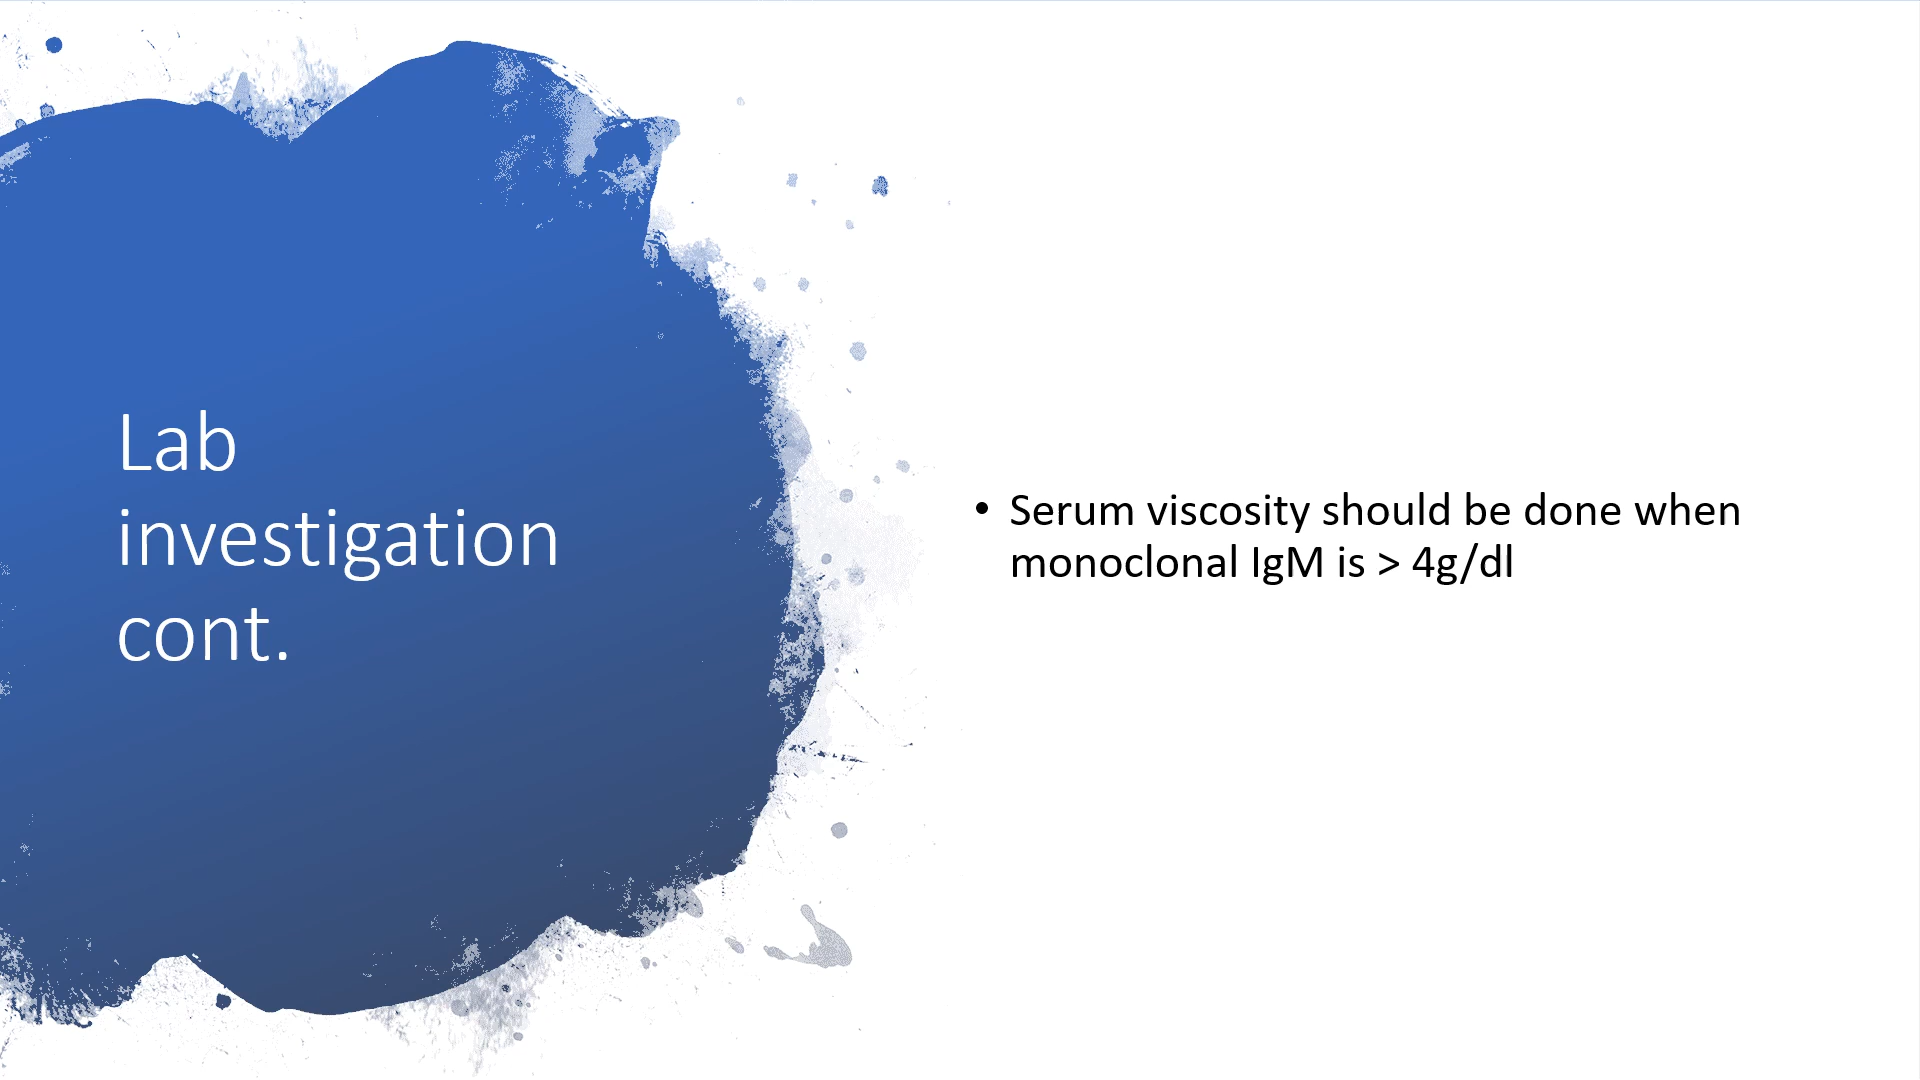 Lab
investigation
cont.
• Serum viscosity should be done when
monoclonal IgM is > 4g/dl